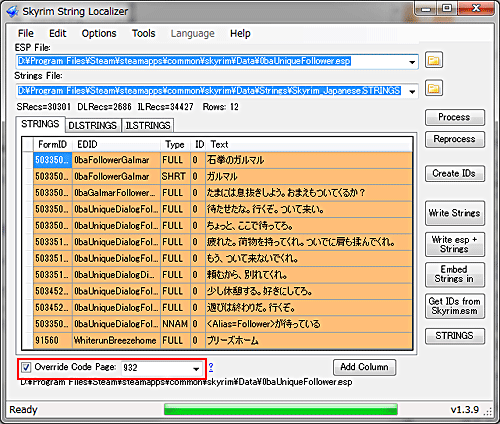 Skyrim String Localizer
File Edit Options Tools Language Help
ESP File:
D:¥Program Files¥Steam¥steamapps¥common¥skyrim¥Data¥0baUniqueFollower.esp
Strings File:
D:¥Program Files¥Steam¥steamapps¥common¥skyrim¥Data¥Strings¥Skyrim_Japanese.STRINGS
SRecs=30301 DLRecs=2686 ILRecs=34427 Rows: 12
Process
STRINGS DLSTRINGS ILSTRINGS
Reprocess
FormID EDID Type ID Text
503350... 0baFollowerGalmar FULL 0 石拳のガルマル
503350... 0baFollowerGalmar SHRT 0 ガルマル
Create IDs
503350... 0baGalmarFollower... FULL 0 たまには息抜きしよう。おまえもついてくるか？
503350... 0baUniqueDialogFol... FULL 0 待たせたな。行くぞ。ついて来い。
Write Strings
503350... 0baUniqueDialogFol... FULL 0 ちょっと、ここで待ってろ。
503351... 0baUniqueDialogFol... FULL 0 疲れた。荷物を持ってくれ。ついでに肩も揉んでくれ。
Write esp + Strings
503351... 0baUniqueDialogFol... FULL 0 もう、ついて来ないでくれ。
503351... 0baUniqueDialogDi... FULL 0 頼むから、別れてくれ。
Embed Strings in
503452... 0baUniqueDialogFol... FULL 0 少し休憩する。好きにしてろ。
503452... 0baUniqueDialogFol... FULL 0 遊びは終わりだ。行くぞ。
Get IDs from Skyrim.esm
503350... 0baUniqueDialogFol... NNAM 0 <Alias=Follower>が待っている
91560 WhiterunBreezehome FULL 0 ブリーズホーム
STRINGS
Override Code Page: 932 ? Add Column
D:¥Program Files¥Steam¥steamapps¥common¥skyrim¥Data¥0baUniqueFollower.esp
Ready v1.3.9